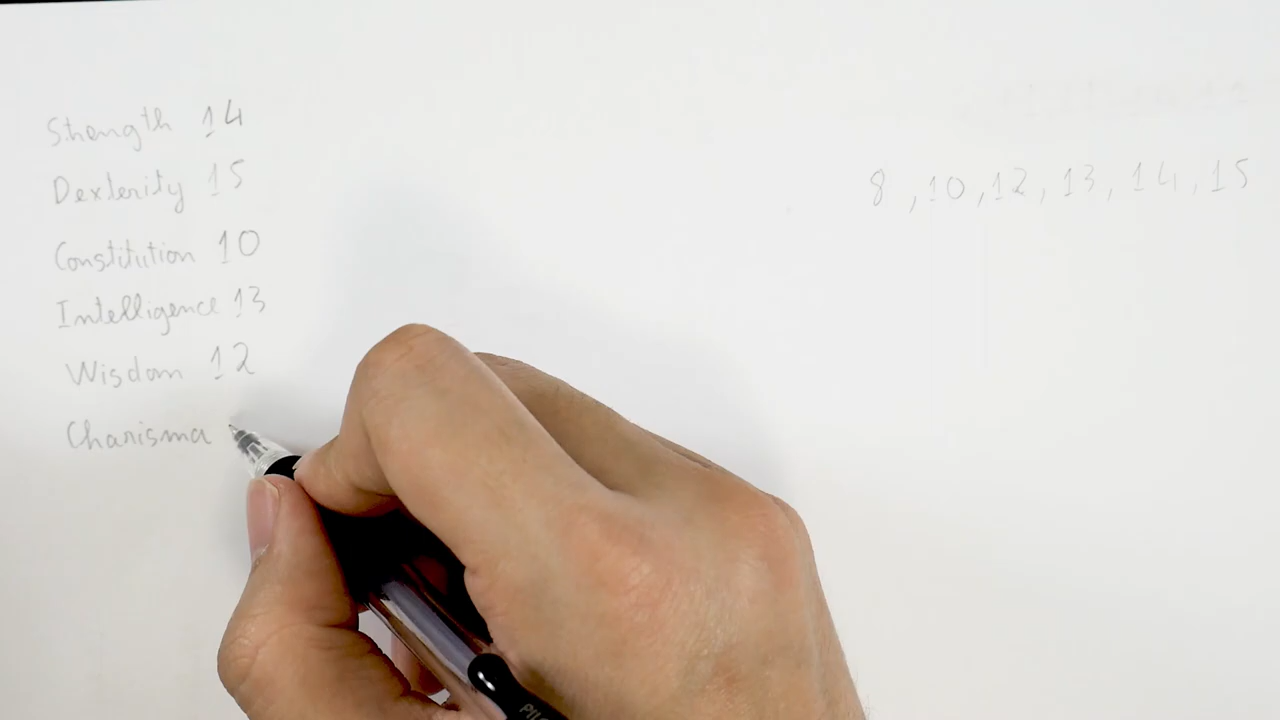 Strength 14
Dexterity 15
Constitution 10
Intelligence 13
Wisdom 12
Charisma
8, 10, 12, 13, 14, 15